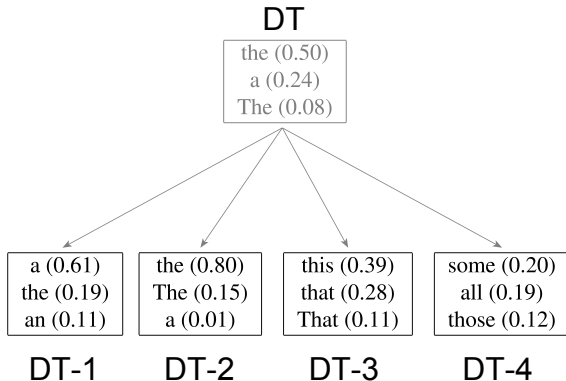 DT
the (0.50)
a (0.24)
The (0.08)
a (0.61)
the (0.19)
an (0.11)
DT-1
the (0.80)
The (0.15)
a (0.01)
DT-2
this (0.39)
that (0.28)
That (0.11)
DT-3
some (0.20)
all (0.19)
those (0.12)
DT-4